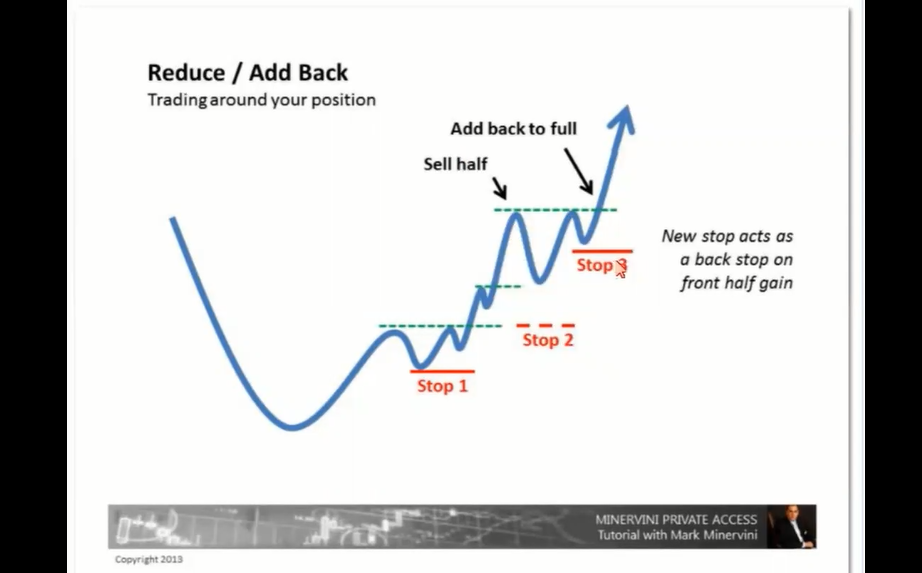 Reduce / Add Back
Trading around your position
Add back to full
Sell half
New stop acts as
a back stop on
front half gain
Stop 3
Stop 2
Stop 1
MINERVINI PRIVATE ACCESS
Tutorial with Mark Minervini
Copyright 2013